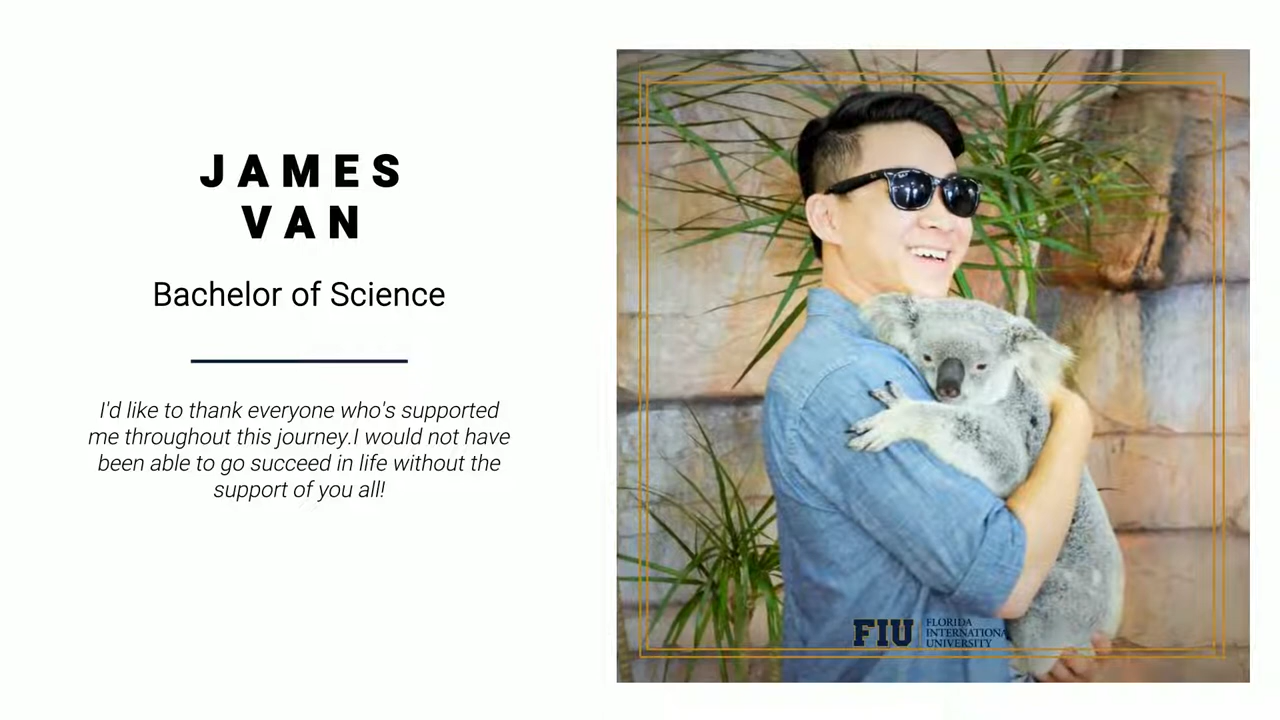 JAMES
VAN
Bachelor of Science
I'd like to thank everyone who's supported
me throughout this journey.I would not have
been able to go succeed in life without the
support of you all!
FIU
FLORIDA
INTERNATIONAL
UNIVERSITY